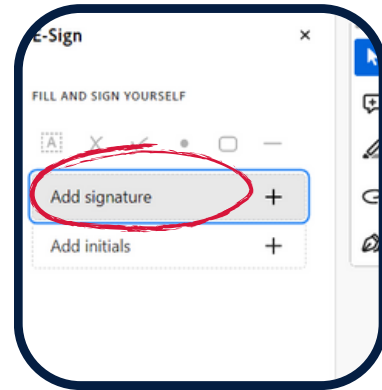 E-Sign
FILL AND SIGN YOURSELF
Add signature
Add initials